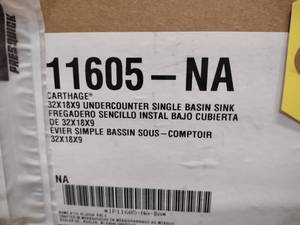 11605-NA
CARTHAGE®
32X18X9 UNDERCOUNTER SINGLE BASIN SINK
FREGADERO SENCILLO INSTAL BAJO CUBIERTA
DE 32X18X9
ÉVIER SIMPLE BASSIN SOUS-COMPTOIR
32X18X9
NA